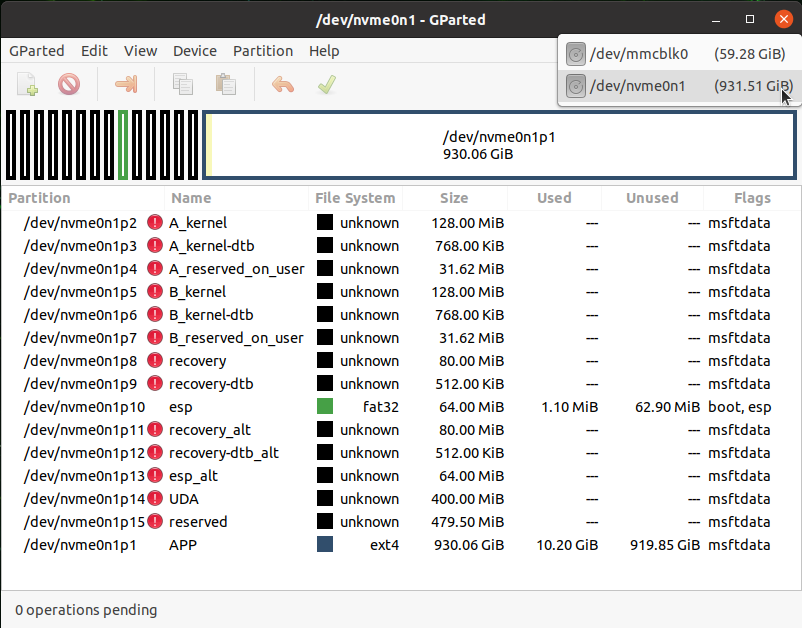 /dev/nvme0n1 - GParted
GParted Edit View Device Partition Help
/dev/mmcblk0 (59.28 GiB)
/dev/nvme0n1 (931.51 GiB)
/dev/nvme0n1p1
930.06 GiB
Partition Name File System Size Used Unused Flags
/dev/nvme0n1p2 A_kernel unknown 128.00 MiB --- --- msftdata
/dev/nvme0n1p3 A_kernel-dtb unknown 768.00 KiB --- --- msftdata
/dev/nvme0n1p4 A_reserved_on_user unknown 31.62 MiB --- --- msftdata
/dev/nvme0n1p5 B_kernel unknown 128.00 MiB --- --- msftdata
/dev/nvme0n1p6 B_kernel-dtb unknown 768.00 KiB --- --- msftdata
/dev/nvme0n1p7 B_reserved_on_user unknown 31.62 MiB --- --- msftdata
/dev/nvme0n1p8 recovery unknown 80.00 MiB --- --- msftdata
/dev/nvme0n1p9 recovery-dtb unknown 512.00 KiB --- --- msftdata
/dev/nvme0n1p10 esp fat32 64.00 MiB 1.10 MiB 62.90 MiB boot, esp
/dev/nvme0n1p11 recovery_alt unknown 80.00 MiB --- --- msftdata
/dev/nvme0n1p12 recovery-dtb_alt unknown 512.00 KiB --- --- msftdata
/dev/nvme0n1p13 esp_alt unknown 64.00 MiB --- --- msftdata
/dev/nvme0n1p14 UDA unknown 400.00 MiB --- --- msftdata
/dev/nvme0n1p15 reserved unknown 479.50 MiB --- --- msftdata
/dev/nvme0n1p1 APP ext4 930.06 GiB 10.20 GiB 919.85 GiB msftdata
0 operations pending